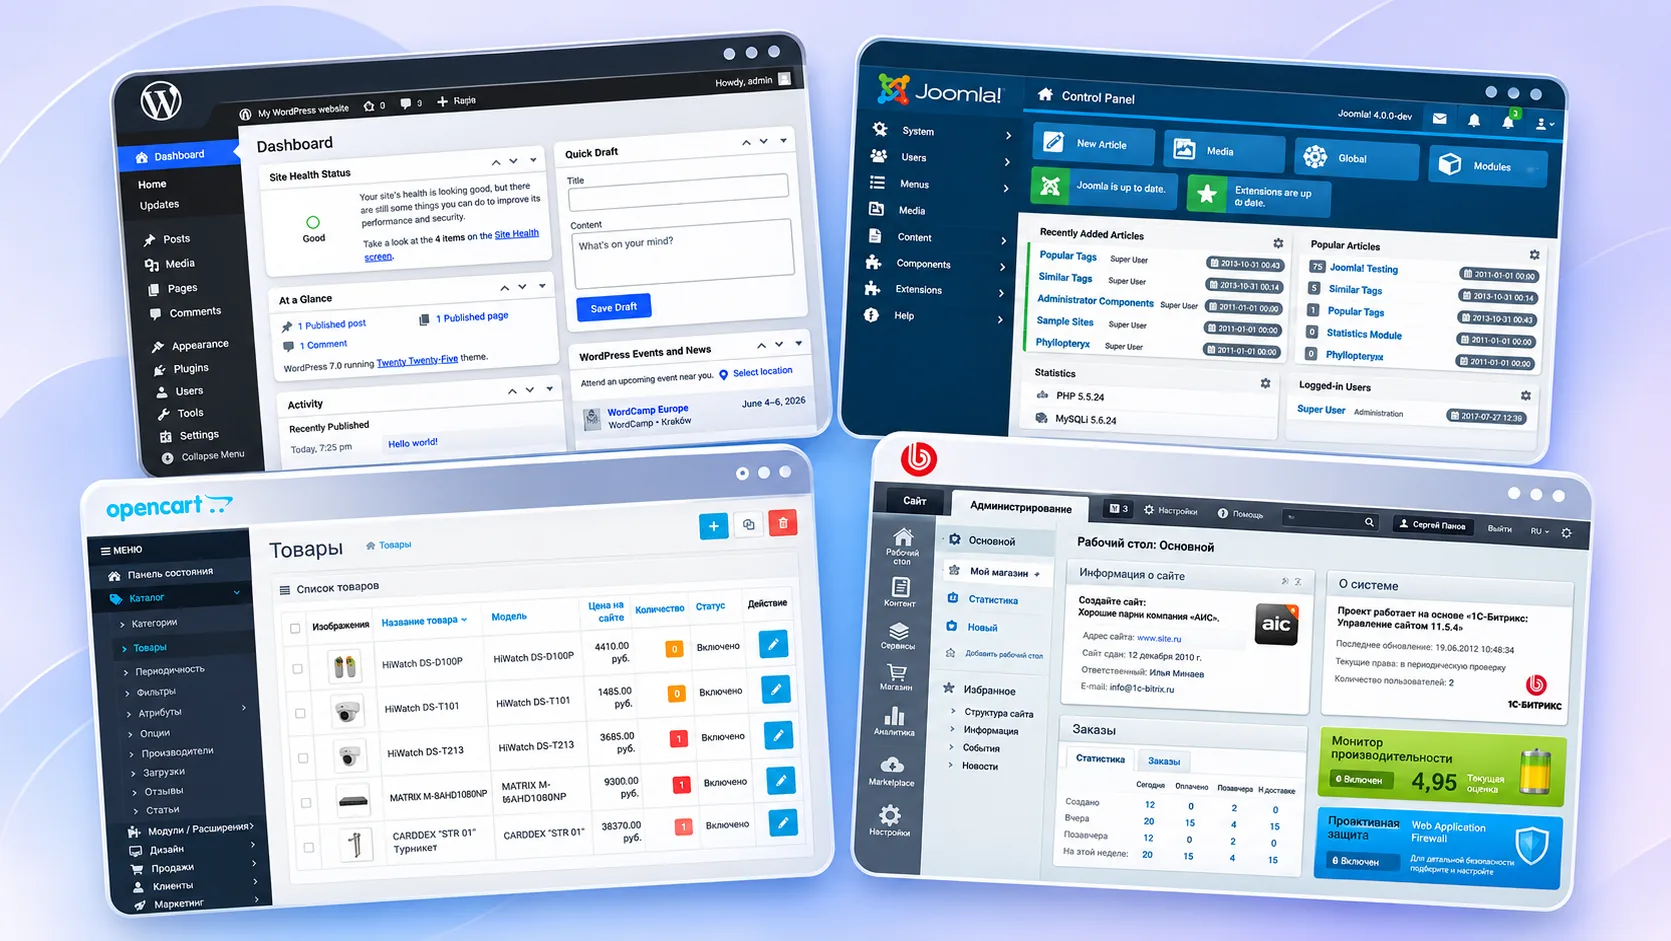 My WordPress website
0
3
Howdy, admin
Dashboard
Home
Updates
Posts
Media
Pages
Comments
Appearance
Plugins
Users
Tools
Settings
Collapse Menu
Dashboard
Site Health Status
Good
Your site's health is looking good, but there
are still some things you can do to improve its
performance and security.
Take a look at the 4 items on the Site Health
screen.
At a Glance
1 Published post
1 Published page
1 Comment
WordPress 7.0 running Twenty Twenty-Five theme.
Activity
Recently Published
Today, 7:25 pm
Hello world!
Quick Draft
Title
Content
What's on your mind?
Save Draft
WordPress Events and News
Attend an upcoming event near you.
Select location
WordCamp Europe
June 4–6, 2026
WordCamp • Kraków
Joomla!
Control Panel
Joomla! 4.0.0-dev
3
System
Users
Menus
Media
Content
Components
Extensions
Help
New Article
Media
Global
Modules
Joomla is up to date.
Extensions are up
to date.
Recently Added Articles
Popular Tags Super User 2013-10-31 00:43
Similar Tags Super User 2013-10-31 00:14
Administrator Components Super User 2011-01-01 00:00
Sample Sites Super User 2011-01-01 00:00
Phyllopteryx Super User 2011-01-01 00:00
Statistics
PHP 5.5.24
MySQLi 5.6.24
Popular Articles
75 Joomla! Testing 2011-01-01 00:00
5 Similar Tags 2013-10-31 00:14
1 Popular Tags 2013-10-31 00:43
0 Statistics Module 2011-01-01 00:00
0 Phyllopteryx 2011-01-01 00:00
Logged-in Users
Super User Administration 2017-07-27 12:39
opencart
МЕНЮ
Панель состояния
Каталог
Категории
Товары
Периодичность
Фильтры
Атрибуты
Опции
Производители
Загрузки
Отзывы
Статьи
Модули / Расширения
Дизайн
Продажи
Клиенты
Маркетинг
Товары
Товары
Список товаров
Изображения
Название товара
Модель
Цена на
сайте
Количество
Статус
Действие
HiWatch DS-D100P HiWatch DS-D100P 4410.00
руб. 0 Включено
HiWatch DS-T101 HiWatch DS-T101 1485.00
руб. 0 Включено
HiWatch DS-T213 HiWatch DS-T213 3685.00
руб. 1 Включено
MATRIX M-8AHD1080NP MATRIX M-
9300.00
руб. 1 Включено
CARDDEX "STR 01"
Турникет
CARDDEX "STR 01" 38370.00
руб. 1 Включено
Сайт
Администрирование
3
Настройки
Помощь
Сергей Панов
Выйти
RU
Рабочий
стол
Контент
Сервисы
Магазин
Аналитика
Marketplace
Настройки
Основной
Мой магазин
Статистика
Новый
Добавить рабочий стол
Избранное
Структура сайта
Информация
События
Новости
Рабочий стол: Основной
Информация о сайте
Создайте сайт:
Хорошие парни компания «АИС».
Адрес сайта: www.site.ru
Сайт сдан: 12 декабря 2010 г.
Ответственный: Илья Минаев
E-mail: info@1c-bitrix.ru
aic
О системе
Проект работает на основе «1С-Битрикс:
Управление сайтом 11.5.4»
Последнее обновление: 19.06.2012 10:48:34
Текущие права: в периодическую проверку
Количество пользователей: 2
1С-БИТРИКС
Заказы
Статистика
Заказы
Сегодня Оплачено Позавчера Н доставке
Создано 12 0 2 0
Вчера 20 15 4 15
Позавчера 12 0 2 0
На этой неделе: 20 15 4 15
Монитор
производительности
Включен
4,95
Текущая
оценка
Проактивная
защита
Включен
Web Application
Firewall
Для детальной безопасности
подберите и настройте